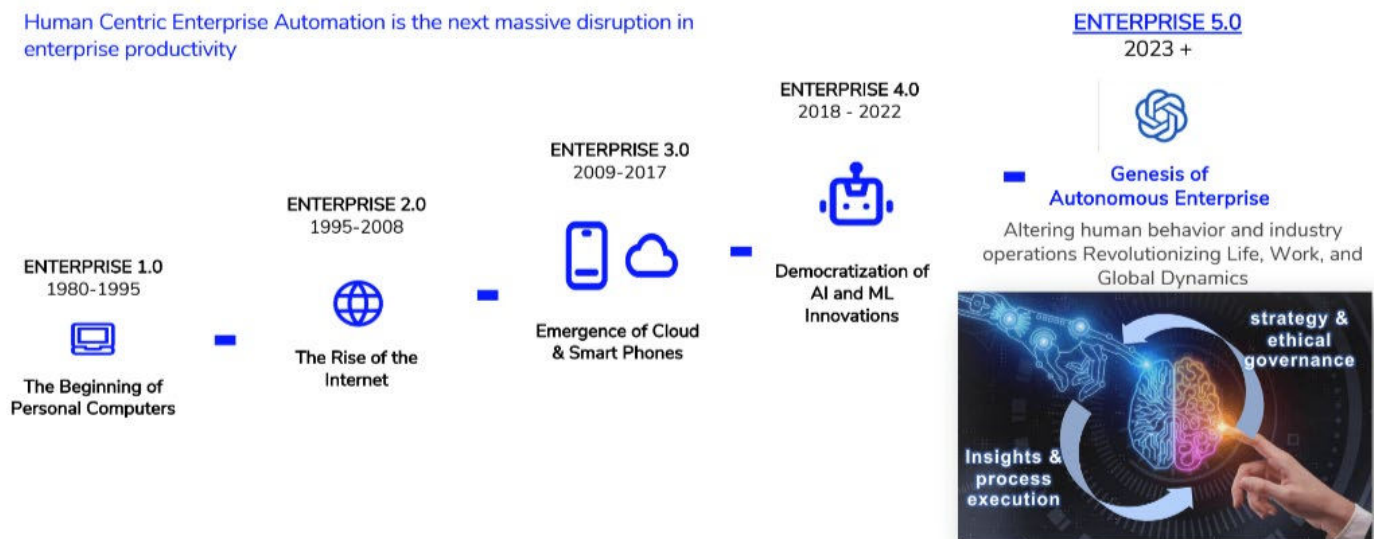 Human Centric Enterprise Automation is the next massive disruption in
enterprise productivity
ENTERPRISE 1.0
1980-1995
The Beginning of
Personal Computers
ENTERPRISE 2.0
1995-2008
The Rise of the
Internet
ENTERPRISE 3.0
2009-2017
Emergence of Cloud
& Smart Phones
ENTERPRISE 4.0
2018 - 2022
Democratization of
AI and ML
Innovations
ENTERPRISE 5.0
2023 +
Genesis of
Autonomous Enterprise
Altering human behavior and industry
operations Revolutionizing Life, Work, and
Global Dynamics
strategy &
ethical
governance
Insights &
process
execution